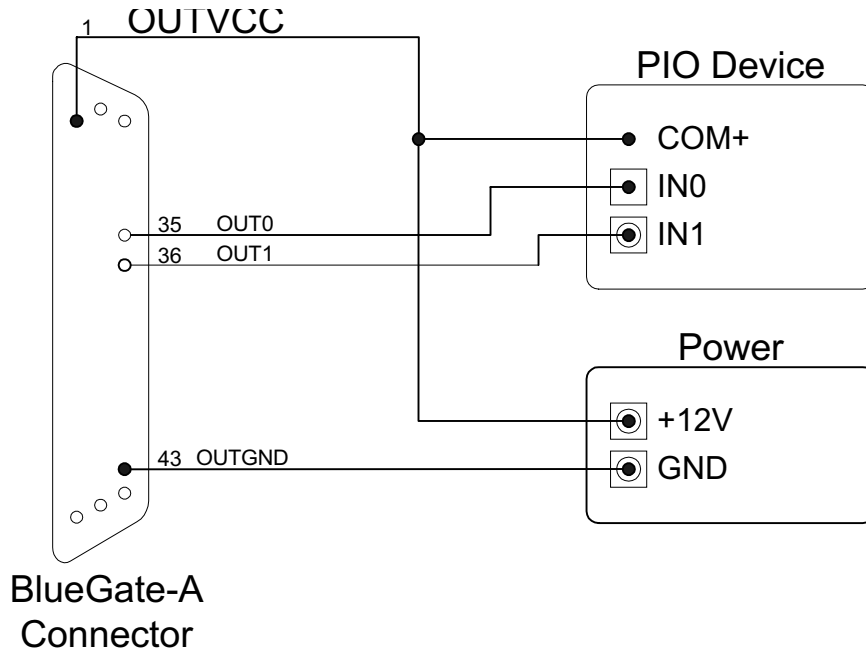 1 OUTVCC
PIO Device
COM+
IN0
IN1
35 OUT0
36 OUT1
Power
+12V
GND
43 OUTGND
BlueGate-A
Connector